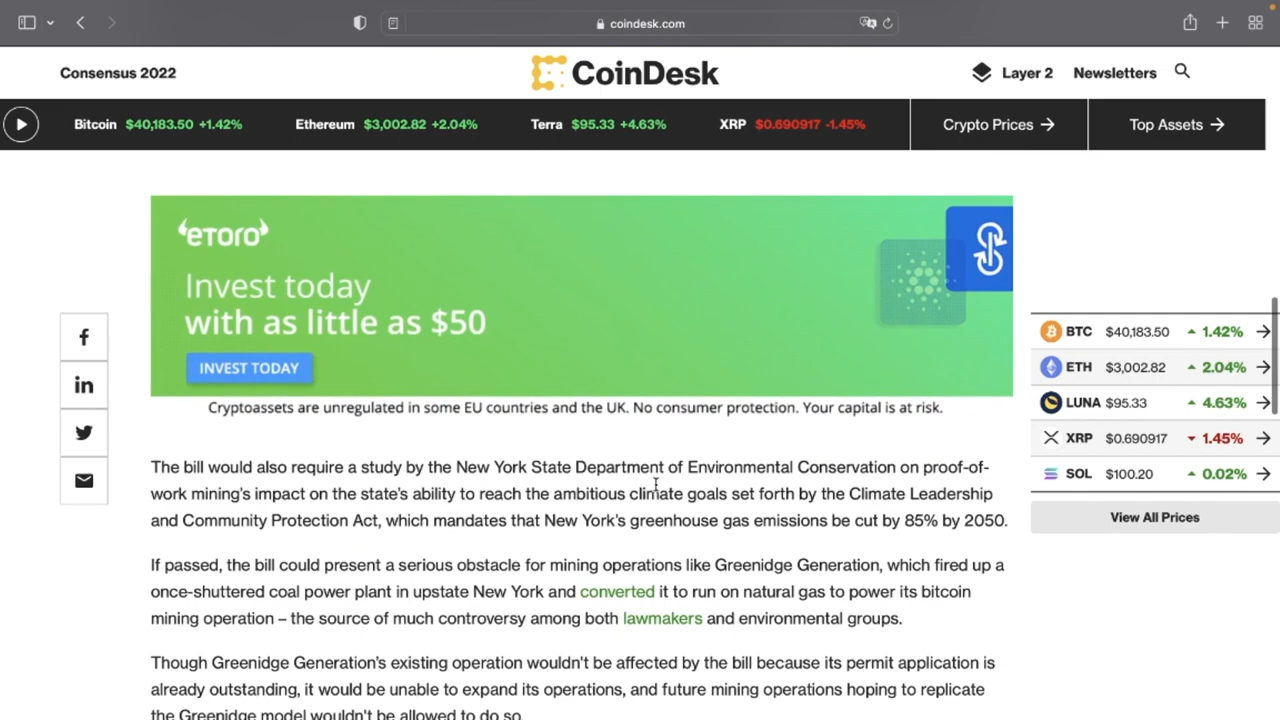 coindesk.com
Consensus 2022
CoinDesk
Layer 2
Newsletters
Bitcoin $40,183.50 +1.42%
Ethereum $3,002.82 +2.04%
Terra $95.33 +4.63%
XRP $0.690917 -1.45%
Crypto Prices
Top Assets
eToro
Invest today
with as little as $50
INVEST TODAY
Cryptoassets are unregulated in some EU countries and the UK. No consumer protection. Your capital is at risk.
BTC $40,183.50 1.42%
ETH $3,002.82 2.04%
LUNA $95.33 4.63%
XRP $0.690917 1.45%
SOL $100.20 0.02%
View All Prices
The bill would also require a study by the New York State Department of Environmental Conservation on proof-of-
work mining's impact on the state's ability to reach the ambitious climate goals set forth by the Climate Leadership
and Community Protection Act, which mandates that New York's greenhouse gas emissions be cut by 85% by 2050.
If passed, the bill could present a serious obstacle for mining operations like Greenidge Generation, which fired up a
once-shuttered coal power plant in upstate New York and converted it to run on natural gas to power its bitcoin
mining operation – the source of much controversy among both lawmakers and environmental groups.
Though Greenidge Generation's existing operation wouldn't be affected by the bill because its permit application is
already outstanding, it would be unable to expand its operations, and future mining operations hoping to replicate
the Greenidge model wouldn't be allowed to do so.